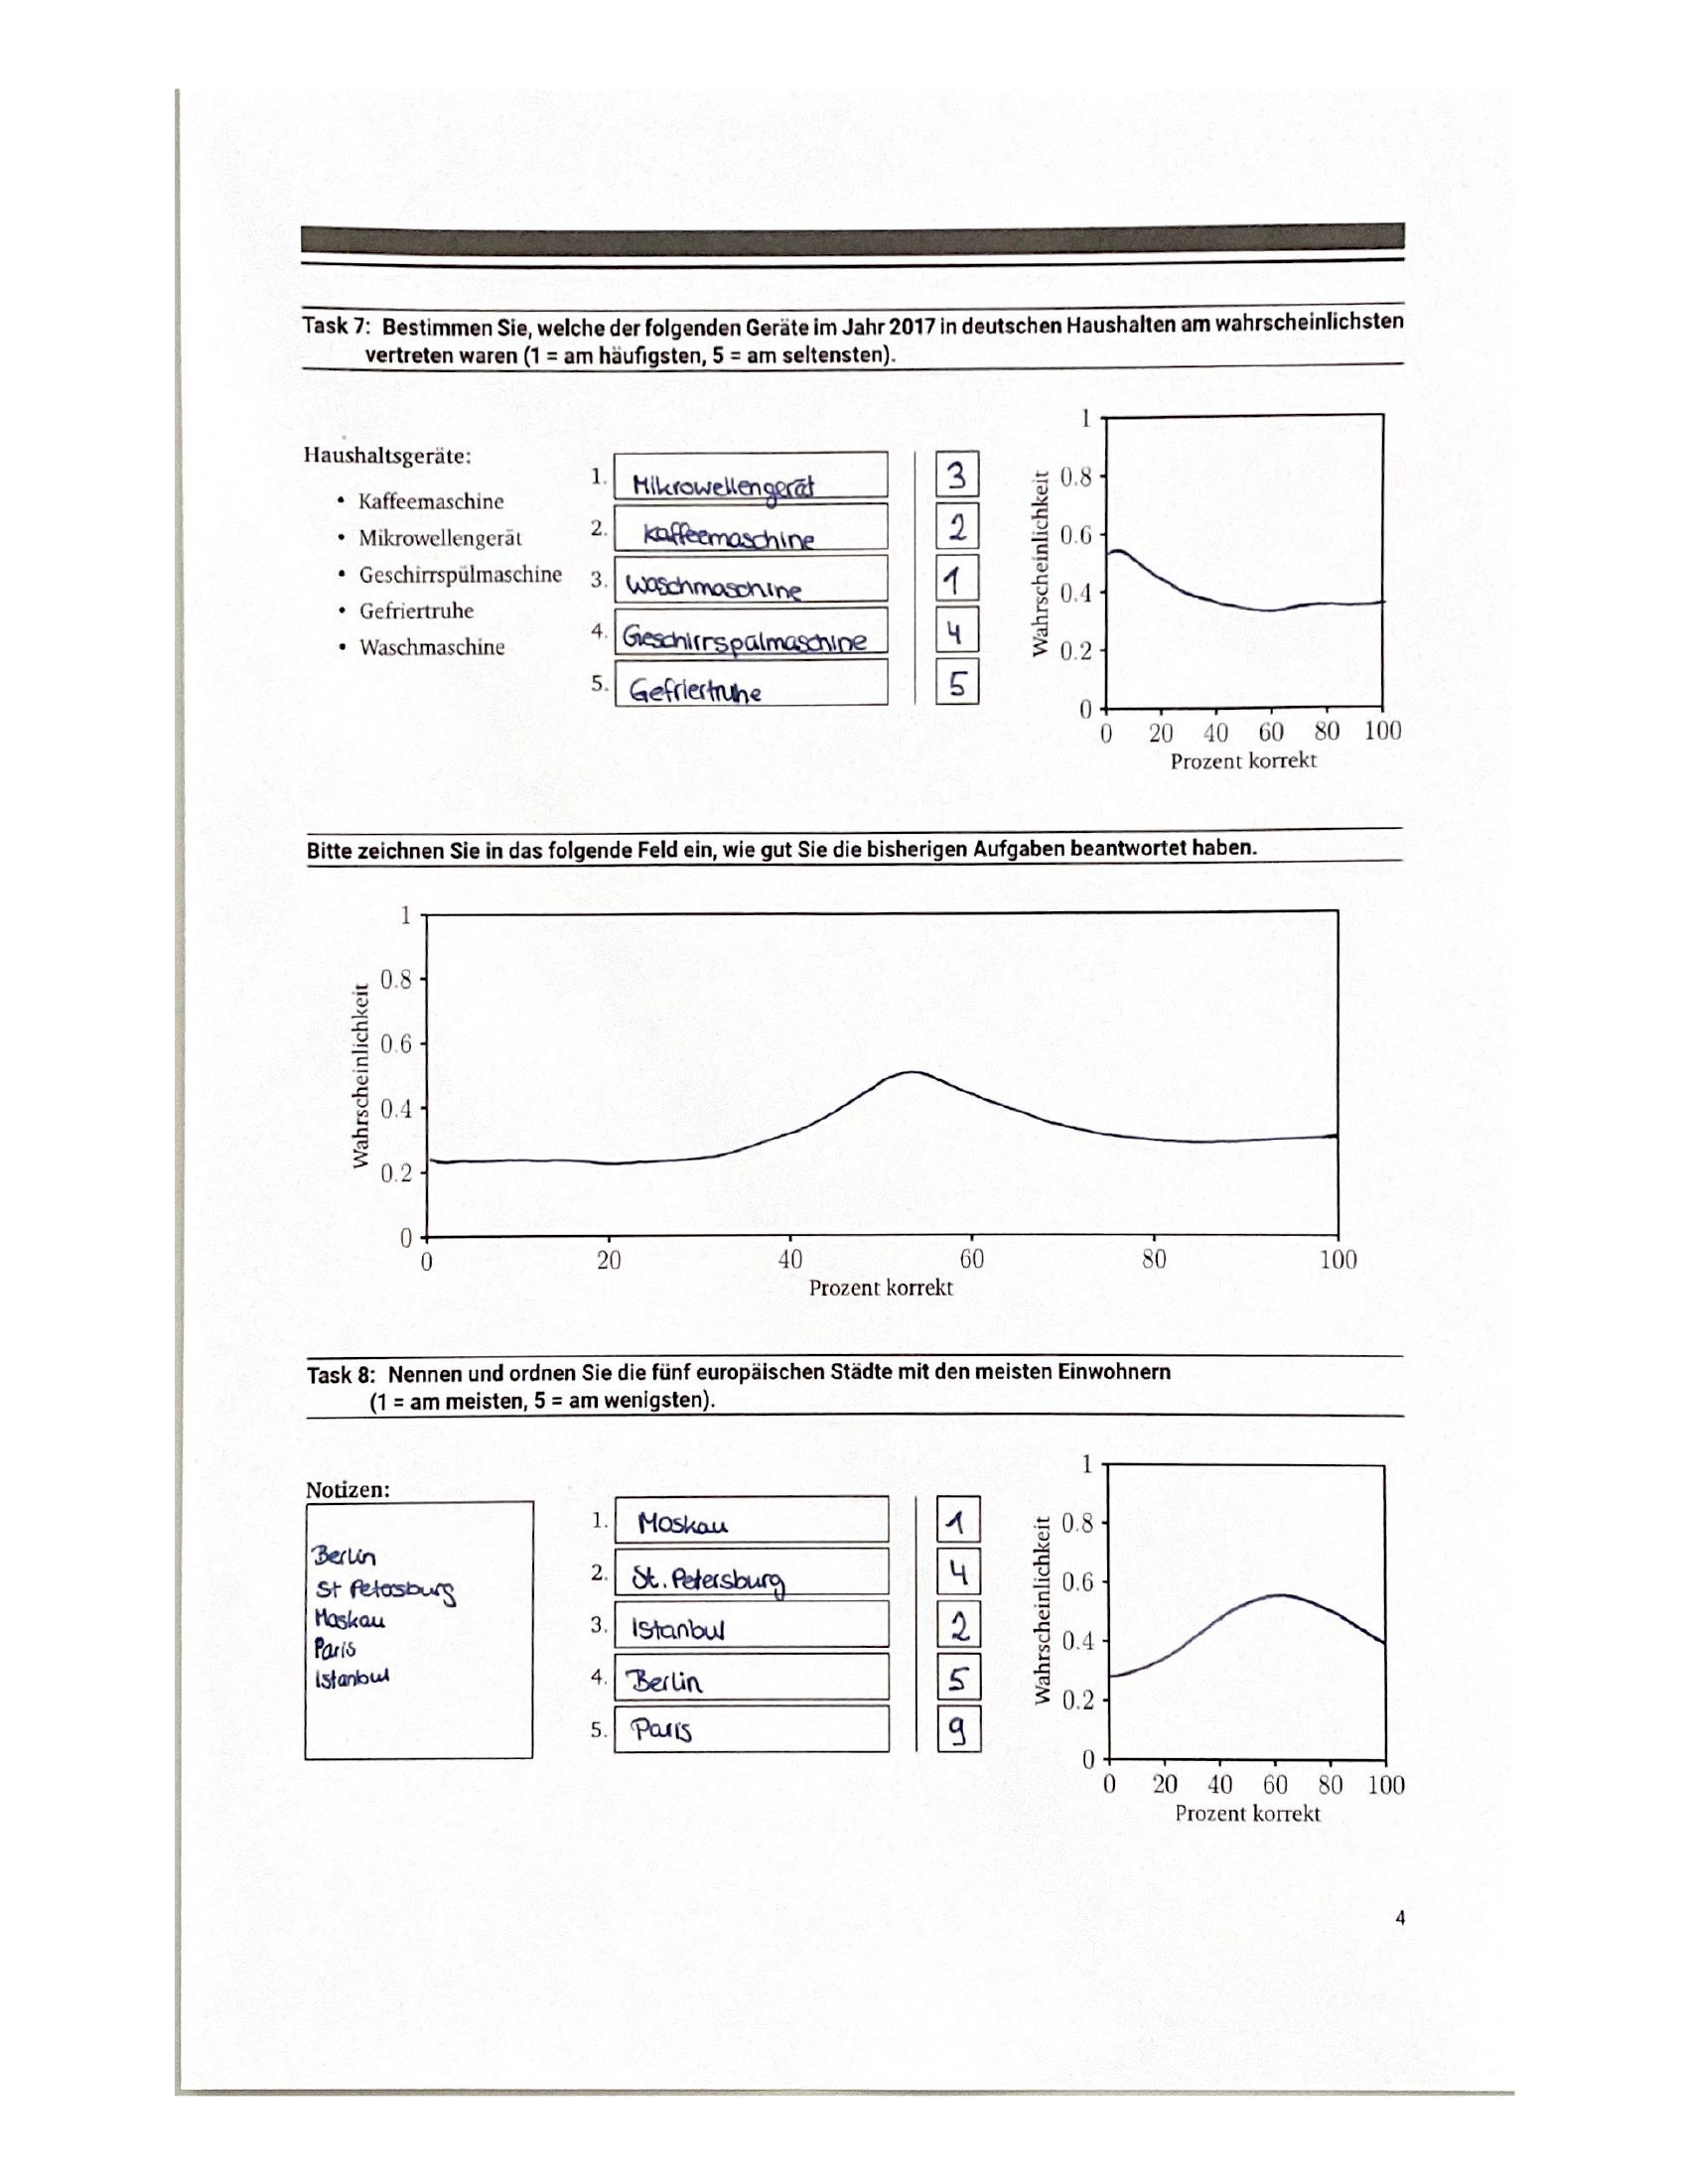 Task 7: Bestimmen Sie, welche der folgenden Geräte im Jahr 2017 in deutschen Haushalten am wahrscheinlichsten
vertreten waren (1 = am häufigsten, 5 = am seltensten).
Haushaltsgeräte:
• Kaffeemaschine
• Mikrowellengerät
• Geschirrspülmaschine
• Gefriertruhe
• Waschmaschine
1. Mikrowellengerät 3
2. Kaffeemaschine 2
3. Waschmaschine 1
4. Geschirrspülmaschine 4
5. Gefriertruhe 5
Wahrscheinlichkeit
1
0.8
0.6
0.4
0.2
0
0 20 40 60 80 100
Prozent korrekt
Bitte zeichnen Sie in das folgende Feld ein, wie gut Sie die bisherigen Aufgaben beantwortet haben.
Wahrscheinlichkeit
1
0.8
0.6
0.4
0.2
0
0 20 40 60 80 100
Prozent korrekt
Task 8: Nennen und ordnen Sie die fünf europäischen Städte mit den meisten Einwohnern
(1 = am meisten, 5 = am wenigsten).
Notizen:
Berlin
St Petersburg
Moskau
Paris
Istanbul
1. Moskau 1
2. St. Petersburg 4
3. Istanbul 2
4. Berlin 5
5. Paris 9
Wahrscheinlichkeit
1
0.8
0.6
0.4
0.2
0
0 20 40 60 80 100
Prozent korrekt
4